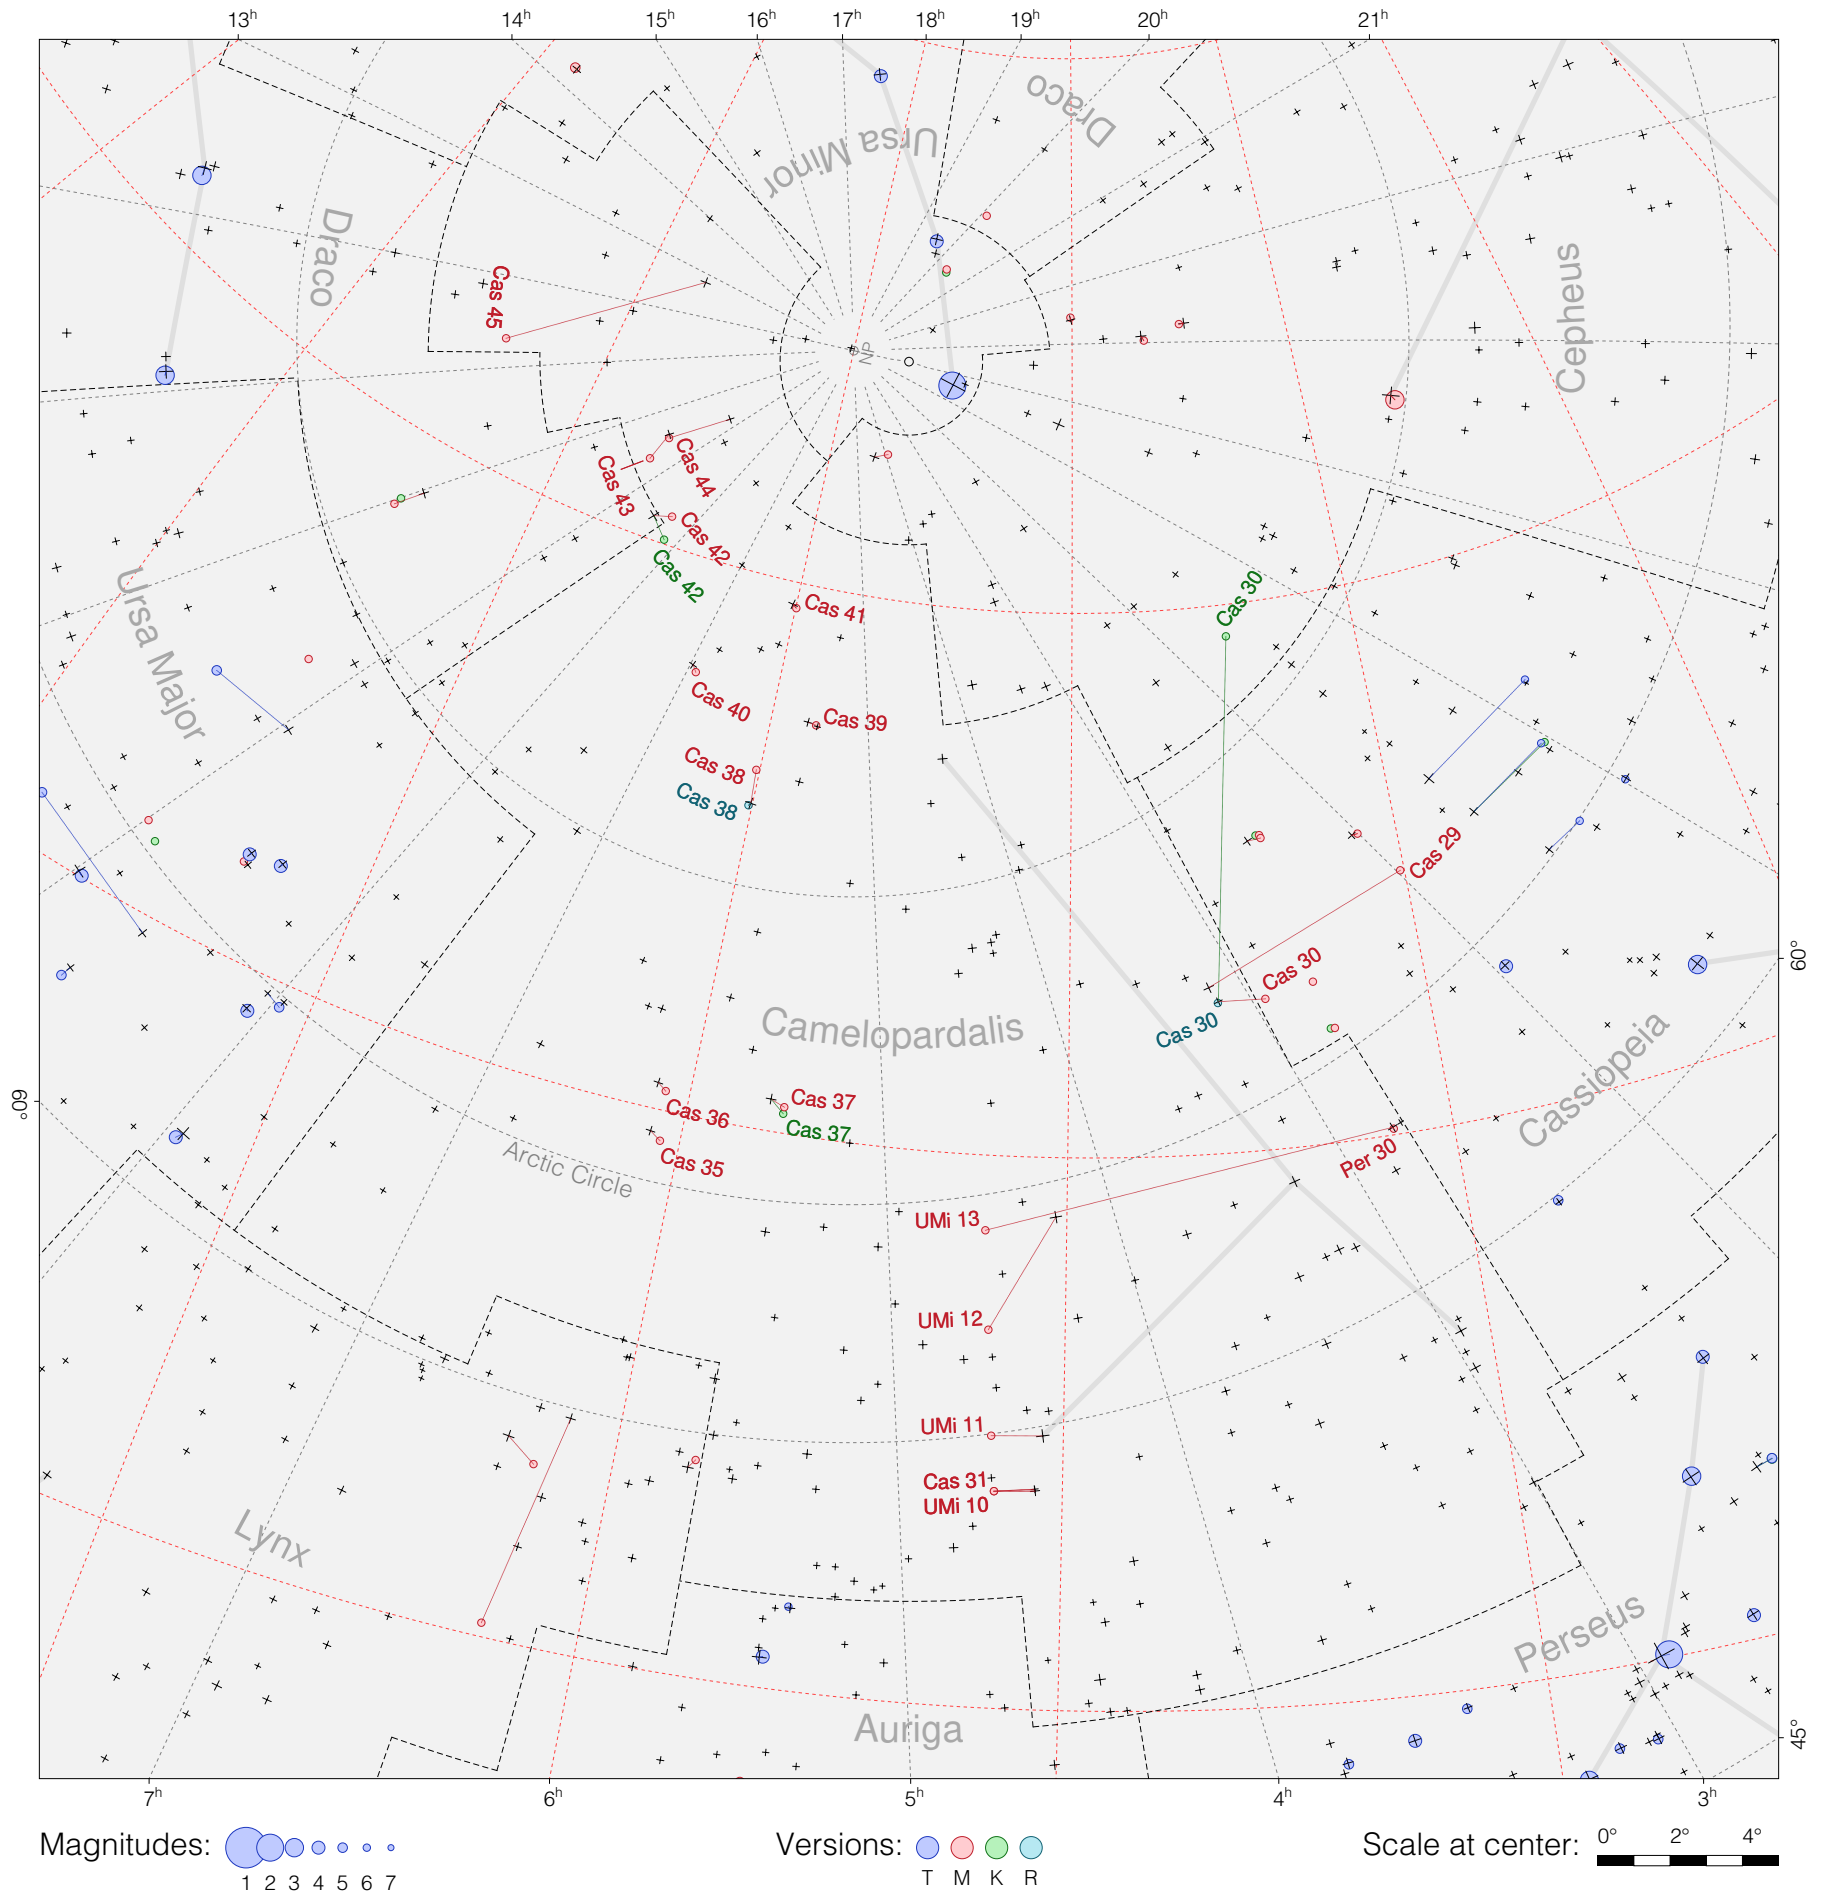 13h 14h 15h 16h 17h 18h 19h 20h 21h
Draco
Ursa Minor
Draco
Cepheus
Cas 45
NP
Cas 44
Cas 43
Cas 42
Cas 42
Cas 30
Cas 41
Ursa Major
Cas 40
Cas 39
Cas 38
Cas 38
Cas 29
60°
Cas 30
Cas 30
Camelopardalis
Cassiopeia
60°
Cas 37
Cas 36
Cas 37
Cas 35
Per 30
Arctic Circle
UMi 13
UMi 12
UMi 11
Cas 31
UMi 10
Lynx
Perseus
Auriga
45°
7h 6h 5h 4h 3h
Magnitudes:
1 2 3 4 5 6 7
Versions:
T M K R
Scale at center:
0° 2° 4°